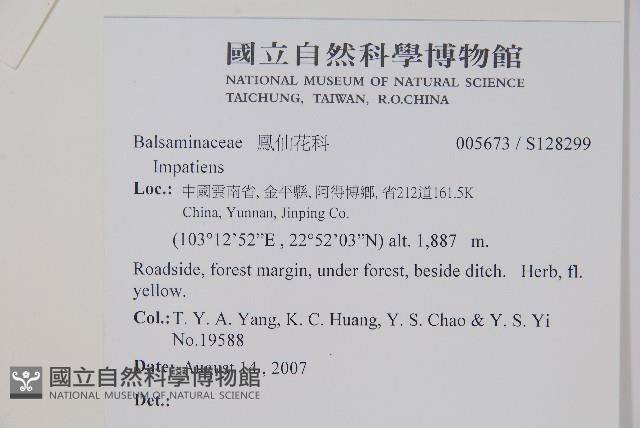 國立自然科學博物館
NATIONAL MUSEUM OF NATURAL SCIENCE
TAICHUNG, TAIWAN, R.O.CHINA
Balsaminaceae 鳳仙花科 005673 / S128299
Impatiens
Loc.: 中國雲南省, 金平縣, 阿得博鄉, 省212道161.5K
China, Yunnan, Jinping Co.
(103°12'52”E , 22°52'03”N) alt. 1,887 m.
Roadside, forest margin, under forest, beside ditch. Herb, fl.
yellow.
Col.: T. Y. A. Yang, K. C. Huang, Y. S. Chao & Y. S. Yi
No.19588
Date: August 14, 2007
國立自然科學博物館
NATIONAL MUSEUM OF NATURAL SCIENCE
Det.: